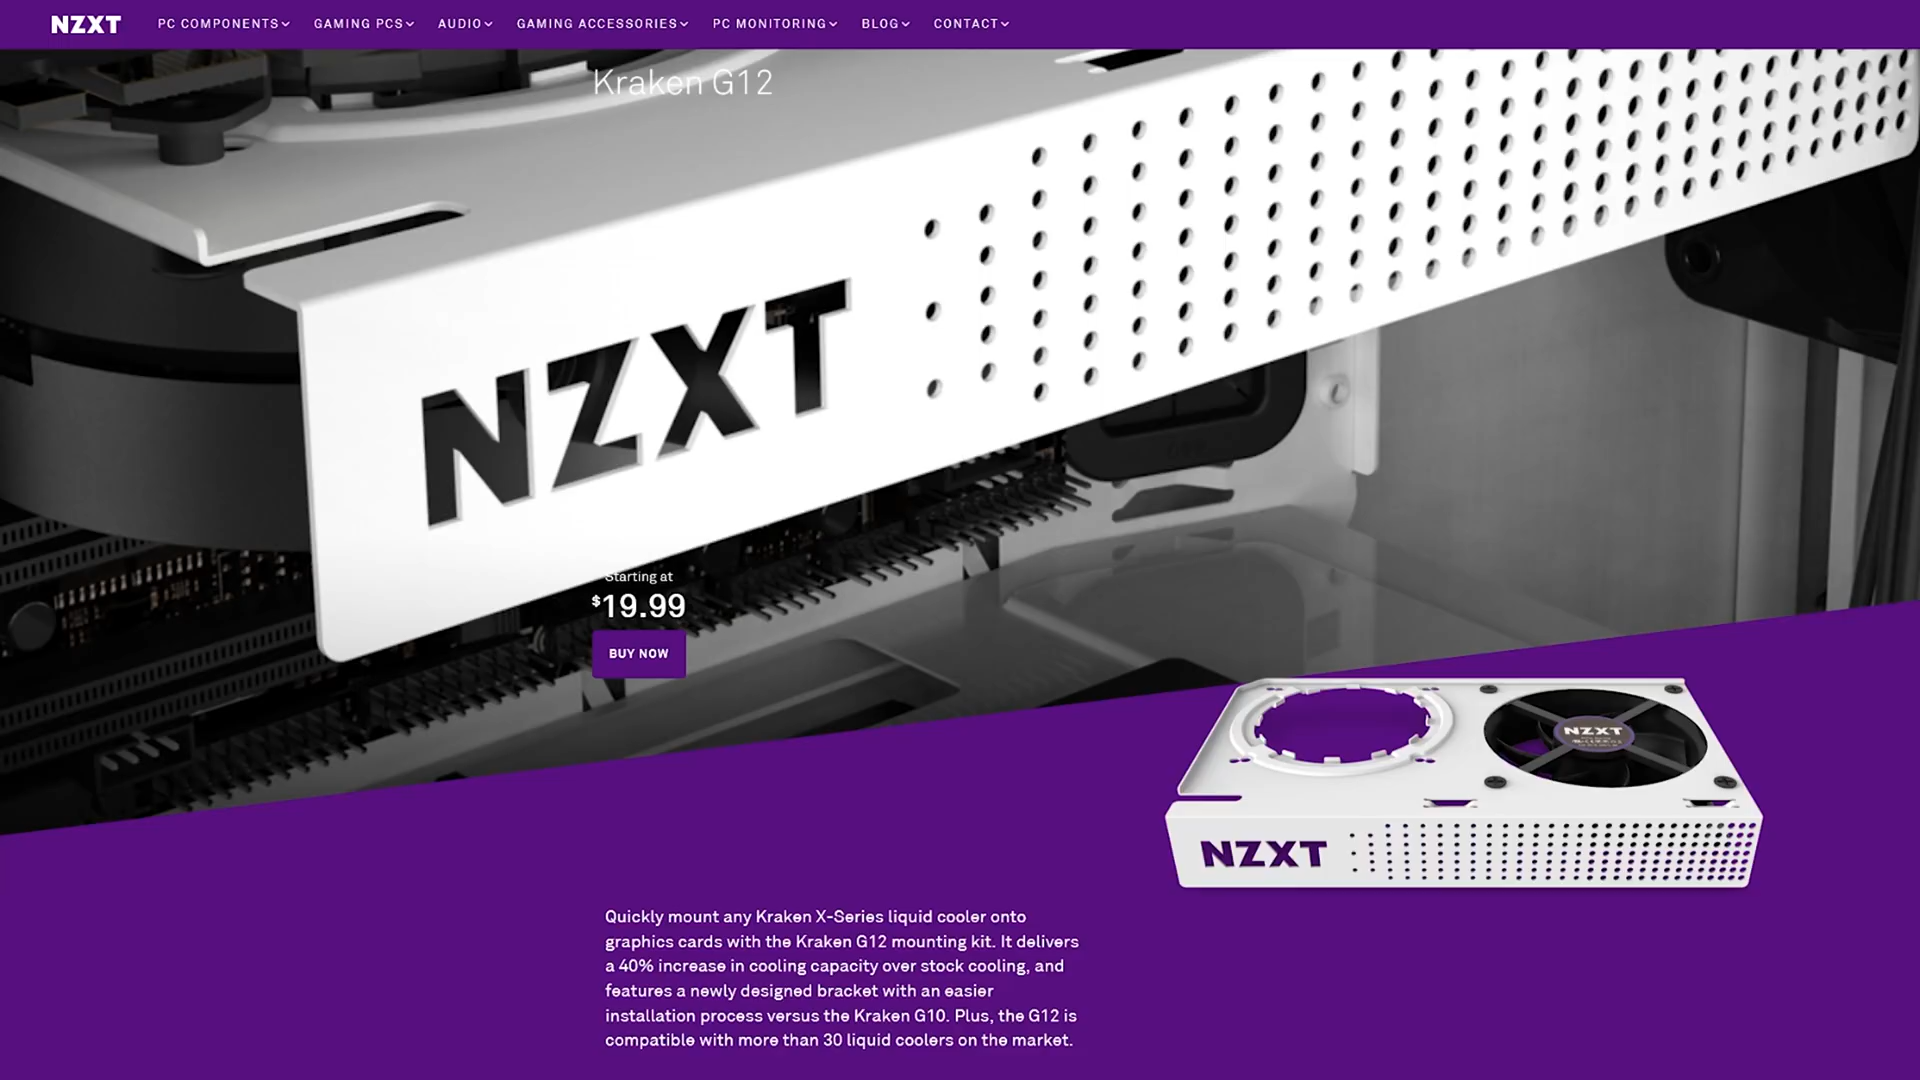 NZXT
PC COMPONENTS GAMING PCS AUDIO GAMING ACCESSORIES PC MONITORING BLOG CONTACT
Kraken G12
NZXT
Starting at
$19.99
BUY NOW
NZXT
NZXT
Quickly mount any Kraken X-Series liquid cooler onto
graphics cards with the Kraken G12 mounting kit. It delivers
a 40% increase in cooling capacity over stock cooling, and
features a newly designed bracket with an easier
installation process versus the Kraken G10. Plus, the G12 is
compatible with more than 30 liquid coolers on the market.